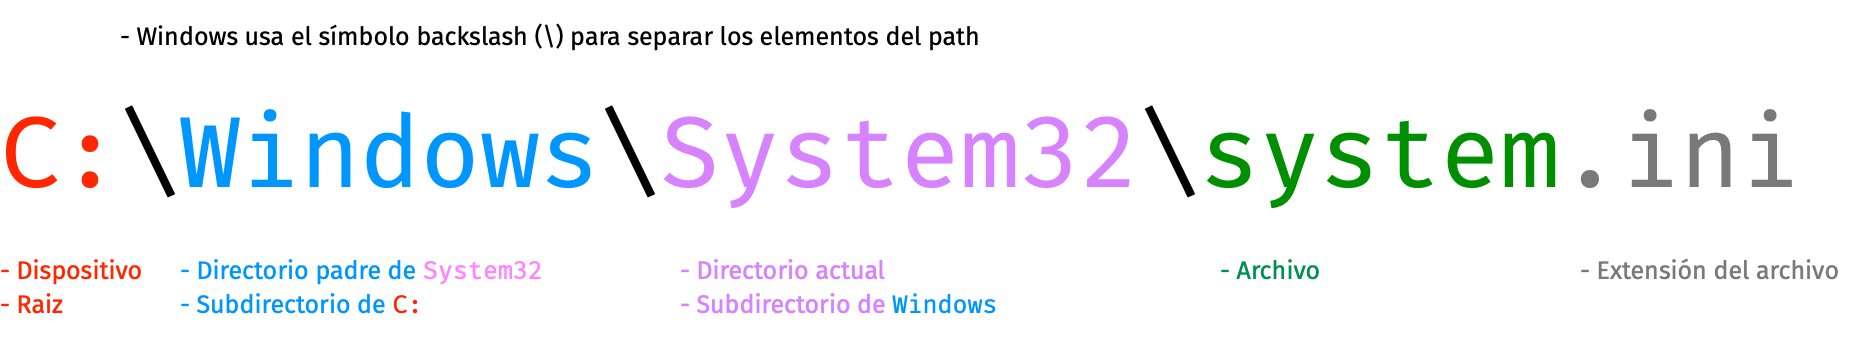 - Windows usa el símbolo backslash (\) para separar los elementos del path
C:\Windows\System32\system.ini
- Dispositivo
- Raiz
- Directorio padre de System32
- Subdirectorio de C:
- Directorio actual
- Subdirectorio de Windows
- Archivo
- Extensión del archivo